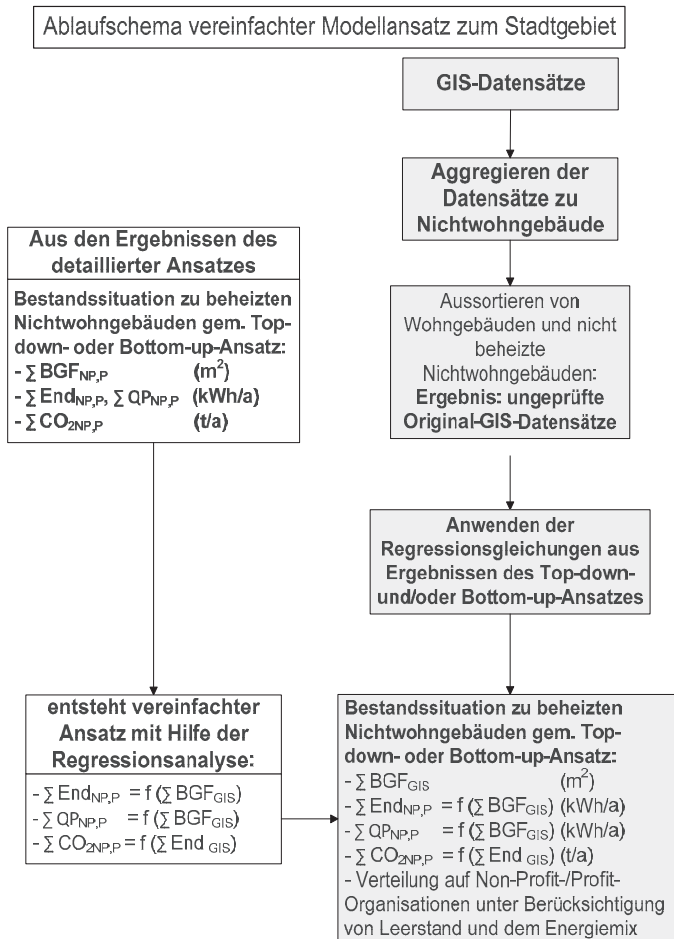 Ablaufschema vereinfachter Modellansatz zum Stadtgebiet
GIS-Datensätze
Aggregieren der
Datensätze zu
Nichtwohngebäude
Aus den Ergebnissen des
detaillierter Ansatzes
Bestandssituation zu beheizten
Nichtwohngebäuden gem. Top-
down- oder Bottom-up-Ansatz:
- ∑ BGF_NP,P (m²)
- ∑ End_NP,P, ∑ QP_NP,P (kWh/a)
- ∑ CO_2NP,P (t/a)
Aussortieren von
Wohngebäuden und nicht
beheizte
Nichtwohngebäuden:
Ergebnis: ungeprüfte
Original-GIS-Datensätze
Anwenden der
Regressionsgleichungen aus
Ergebnissen des Top-down-
und/oder Bottom-up-Ansatzes
entsteht vereinfachter
Ansatz mit Hilfe der
Regressionsanalyse:
- ∑ End_NP,P = f (∑ BGF_GIS)
- ∑ QP_NP,P = f (∑ BGF_GIS)
- ∑ CO_2NP,P = f (∑ End_GIS)
Bestandssituation zu beheizten
Nichtwohngebäuden gem. Top-
down- oder Bottom-up-Ansatz:
- ∑ BGF_GIS (m²)
- ∑ End_NP,P = f (∑ BGF_GIS) (kWh/a)
- ∑ QP_NP,P = f (∑ BGF_GIS) (kWh/a)
- ∑ CO_2NP,P = f (∑ End_GIS) (t/a)
- Verteilung auf Non-Profit-/Profit-
Organisationen unter Berücksichtigung
von Leerstand und dem Energiemix